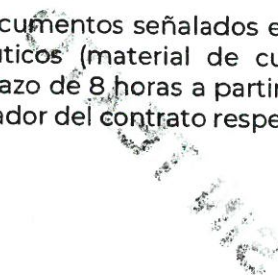 cumentos señalados e
uticos (material de cu
azo de 8 horas a partir
ador del contrato respe